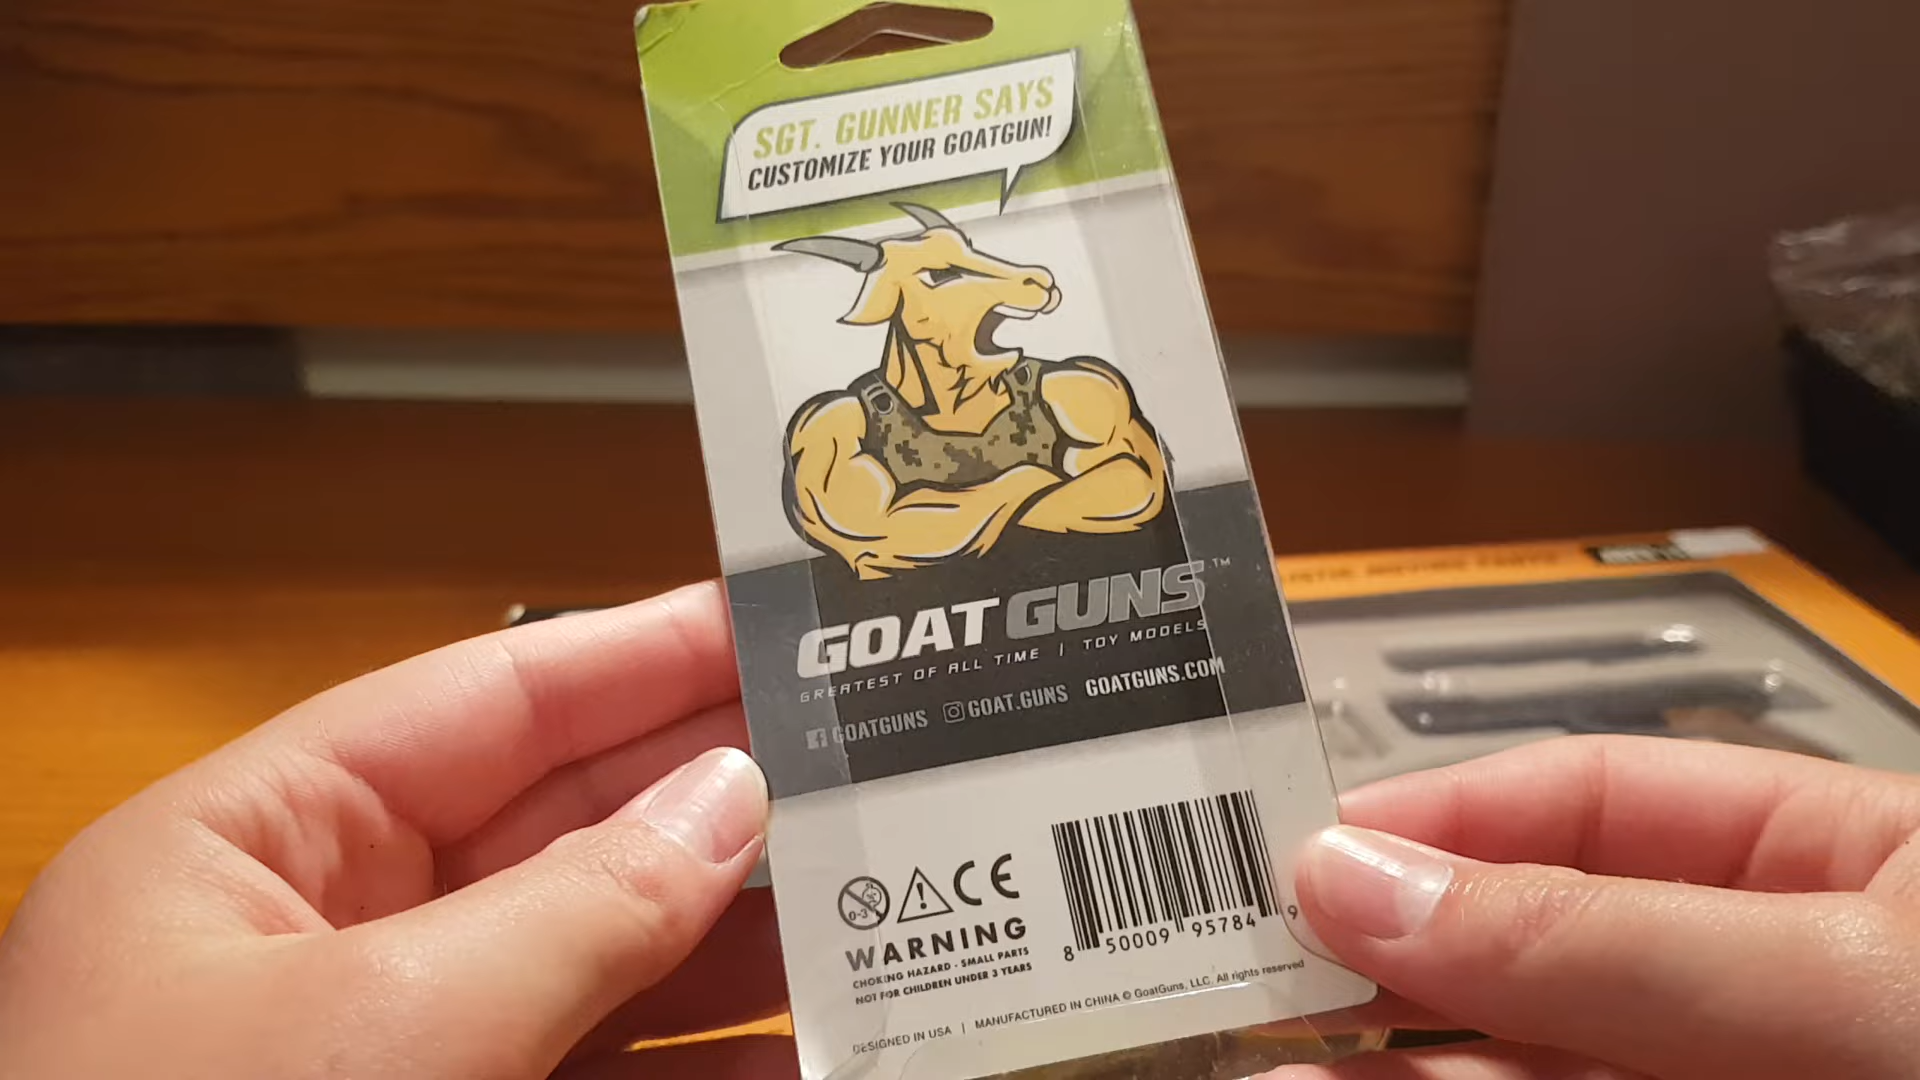 SGT. GUNNER SAYS
CUSTOMIZE YOUR GOATGUN!
GOATGUNS™
GREATEST OF ALL TIME | TOY MODELS
GOATGUNS GOAT.GUNS GOATGUNS.COM
0-3
CE
WARNING
CHOKING HAZARD - SMALL PARTS
NOT FOR CHILDREN UNDER 3 YEARS
8 50009 95784 9
DESIGNED IN USA | MANUFACTURED IN CHINA © GoatGuns, LLC. All rights reserved